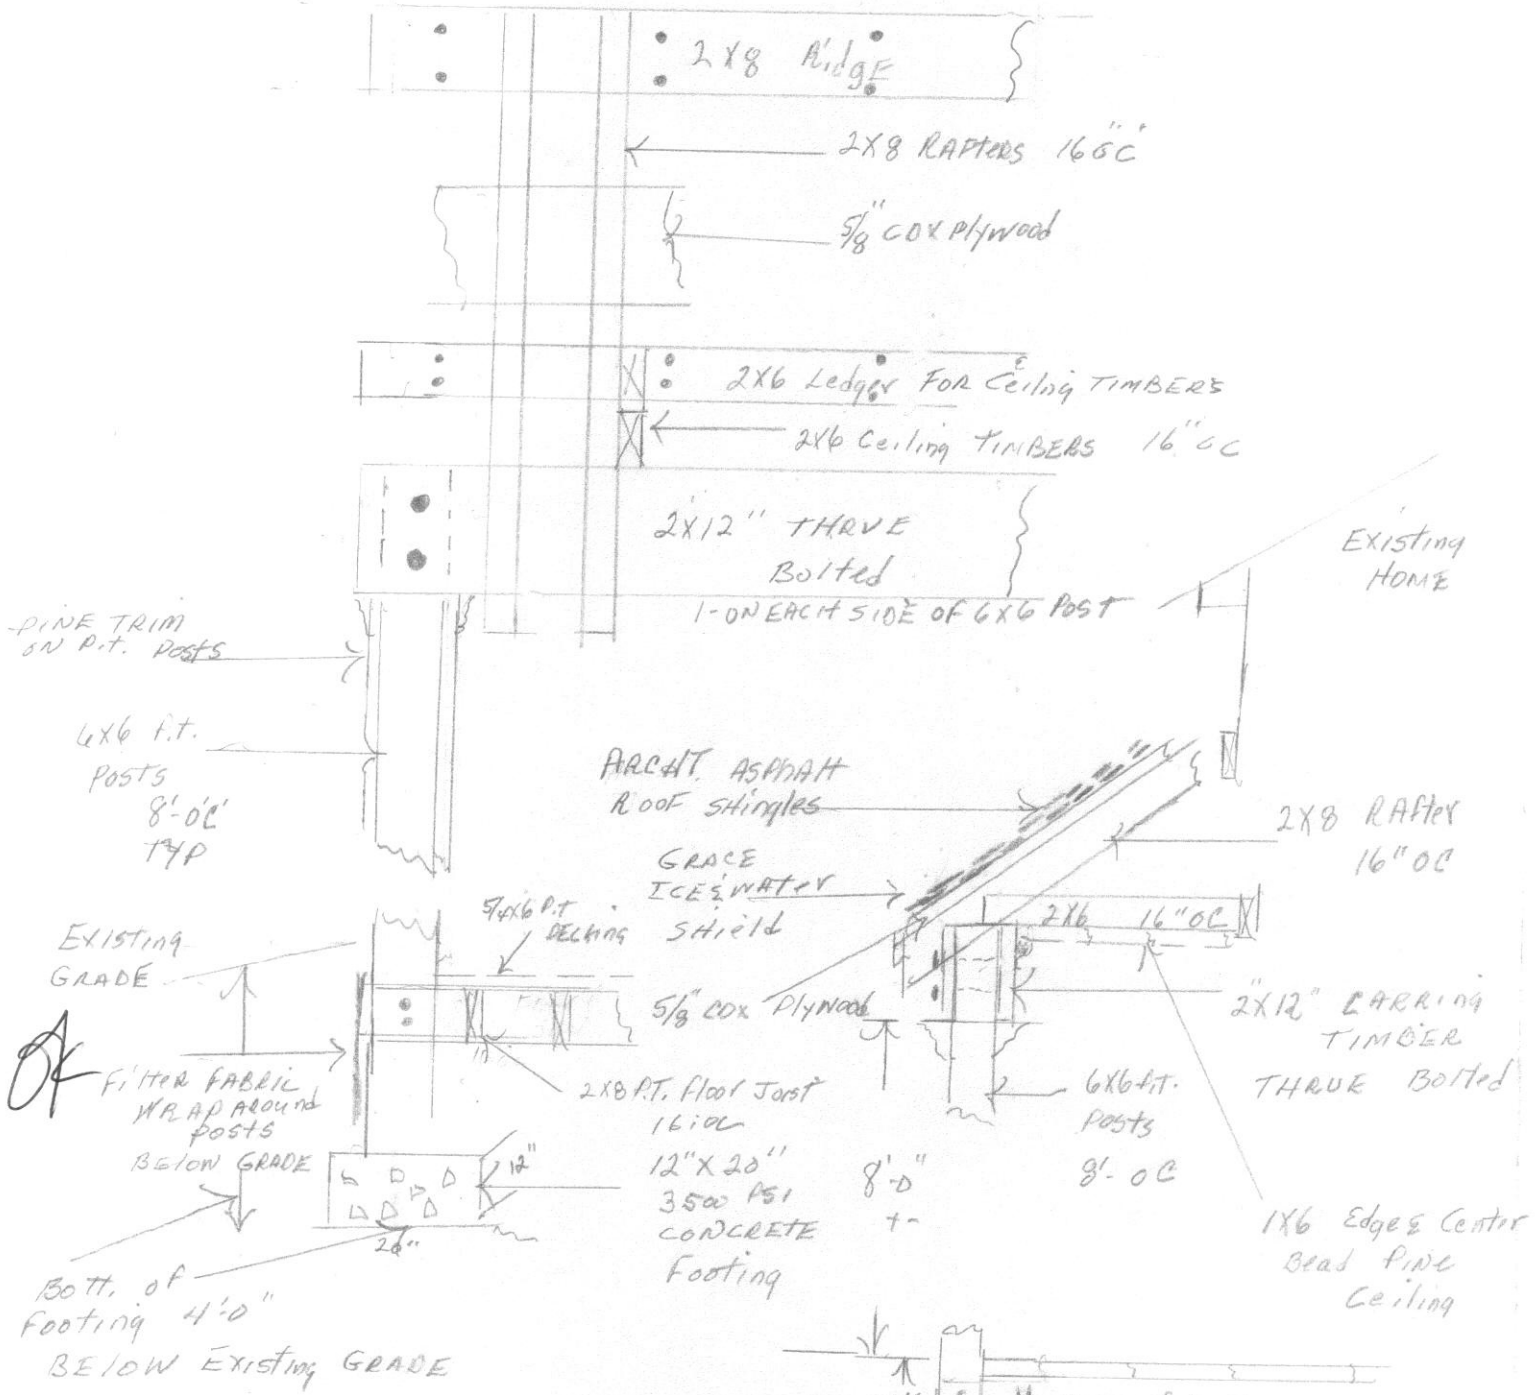 2X8 RidgE
2X8 RAFTERS 16" OC
5/8" CDX Plywood
2X6 Ledger FOR Ceiling TIMBERS
2X6 Ceiling TIMBERS 16" OC
2X12" THRUE
Bolted
1-ON EACH SIDE OF 6X6 POST
Existing
HOME
PINE TRIM
ON P.T. Posts
6X6 P.T.
Posts
8'-OC
TYP
ARCHT. ASPHAlt
ROOF SHingles
GRACE
ICE & WAter
SHield
2X8 RAfter
16" OC
2X6 16" OC
5/4X6 P.T
DECKing
Existing
GRADE
5/8" CDX Plywood
2"X12" CARRing
TIMBER
THRUE Bolted
OK
FilTER FABRIC
WRAP AROUND
Posts
BElOW GRADE
2X8 P.T. Floor Joist
16" OC
12"
12" X 20"
3500 PSI
CONCRETE
Footing
20"
8'-0"
+-
6X6 P.T.
Posts
8'- OC
1X6 Edge & Center
Bead PiNe
Ceiling
Bott. of
Footing 4'-0"
BElOW Existing GRADE